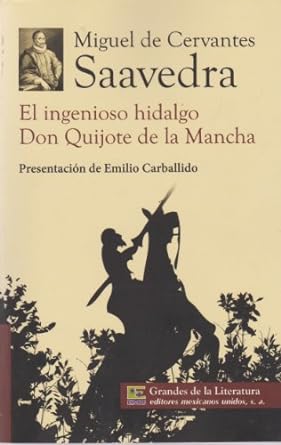 Miguel de Cervantes
Saavedra
El ingenioso hidalgo
Don Quijote de la Mancha
Presentación de Emilio Carballido
Grandes de la Literatura
editores mexicanos unidos, s. a.